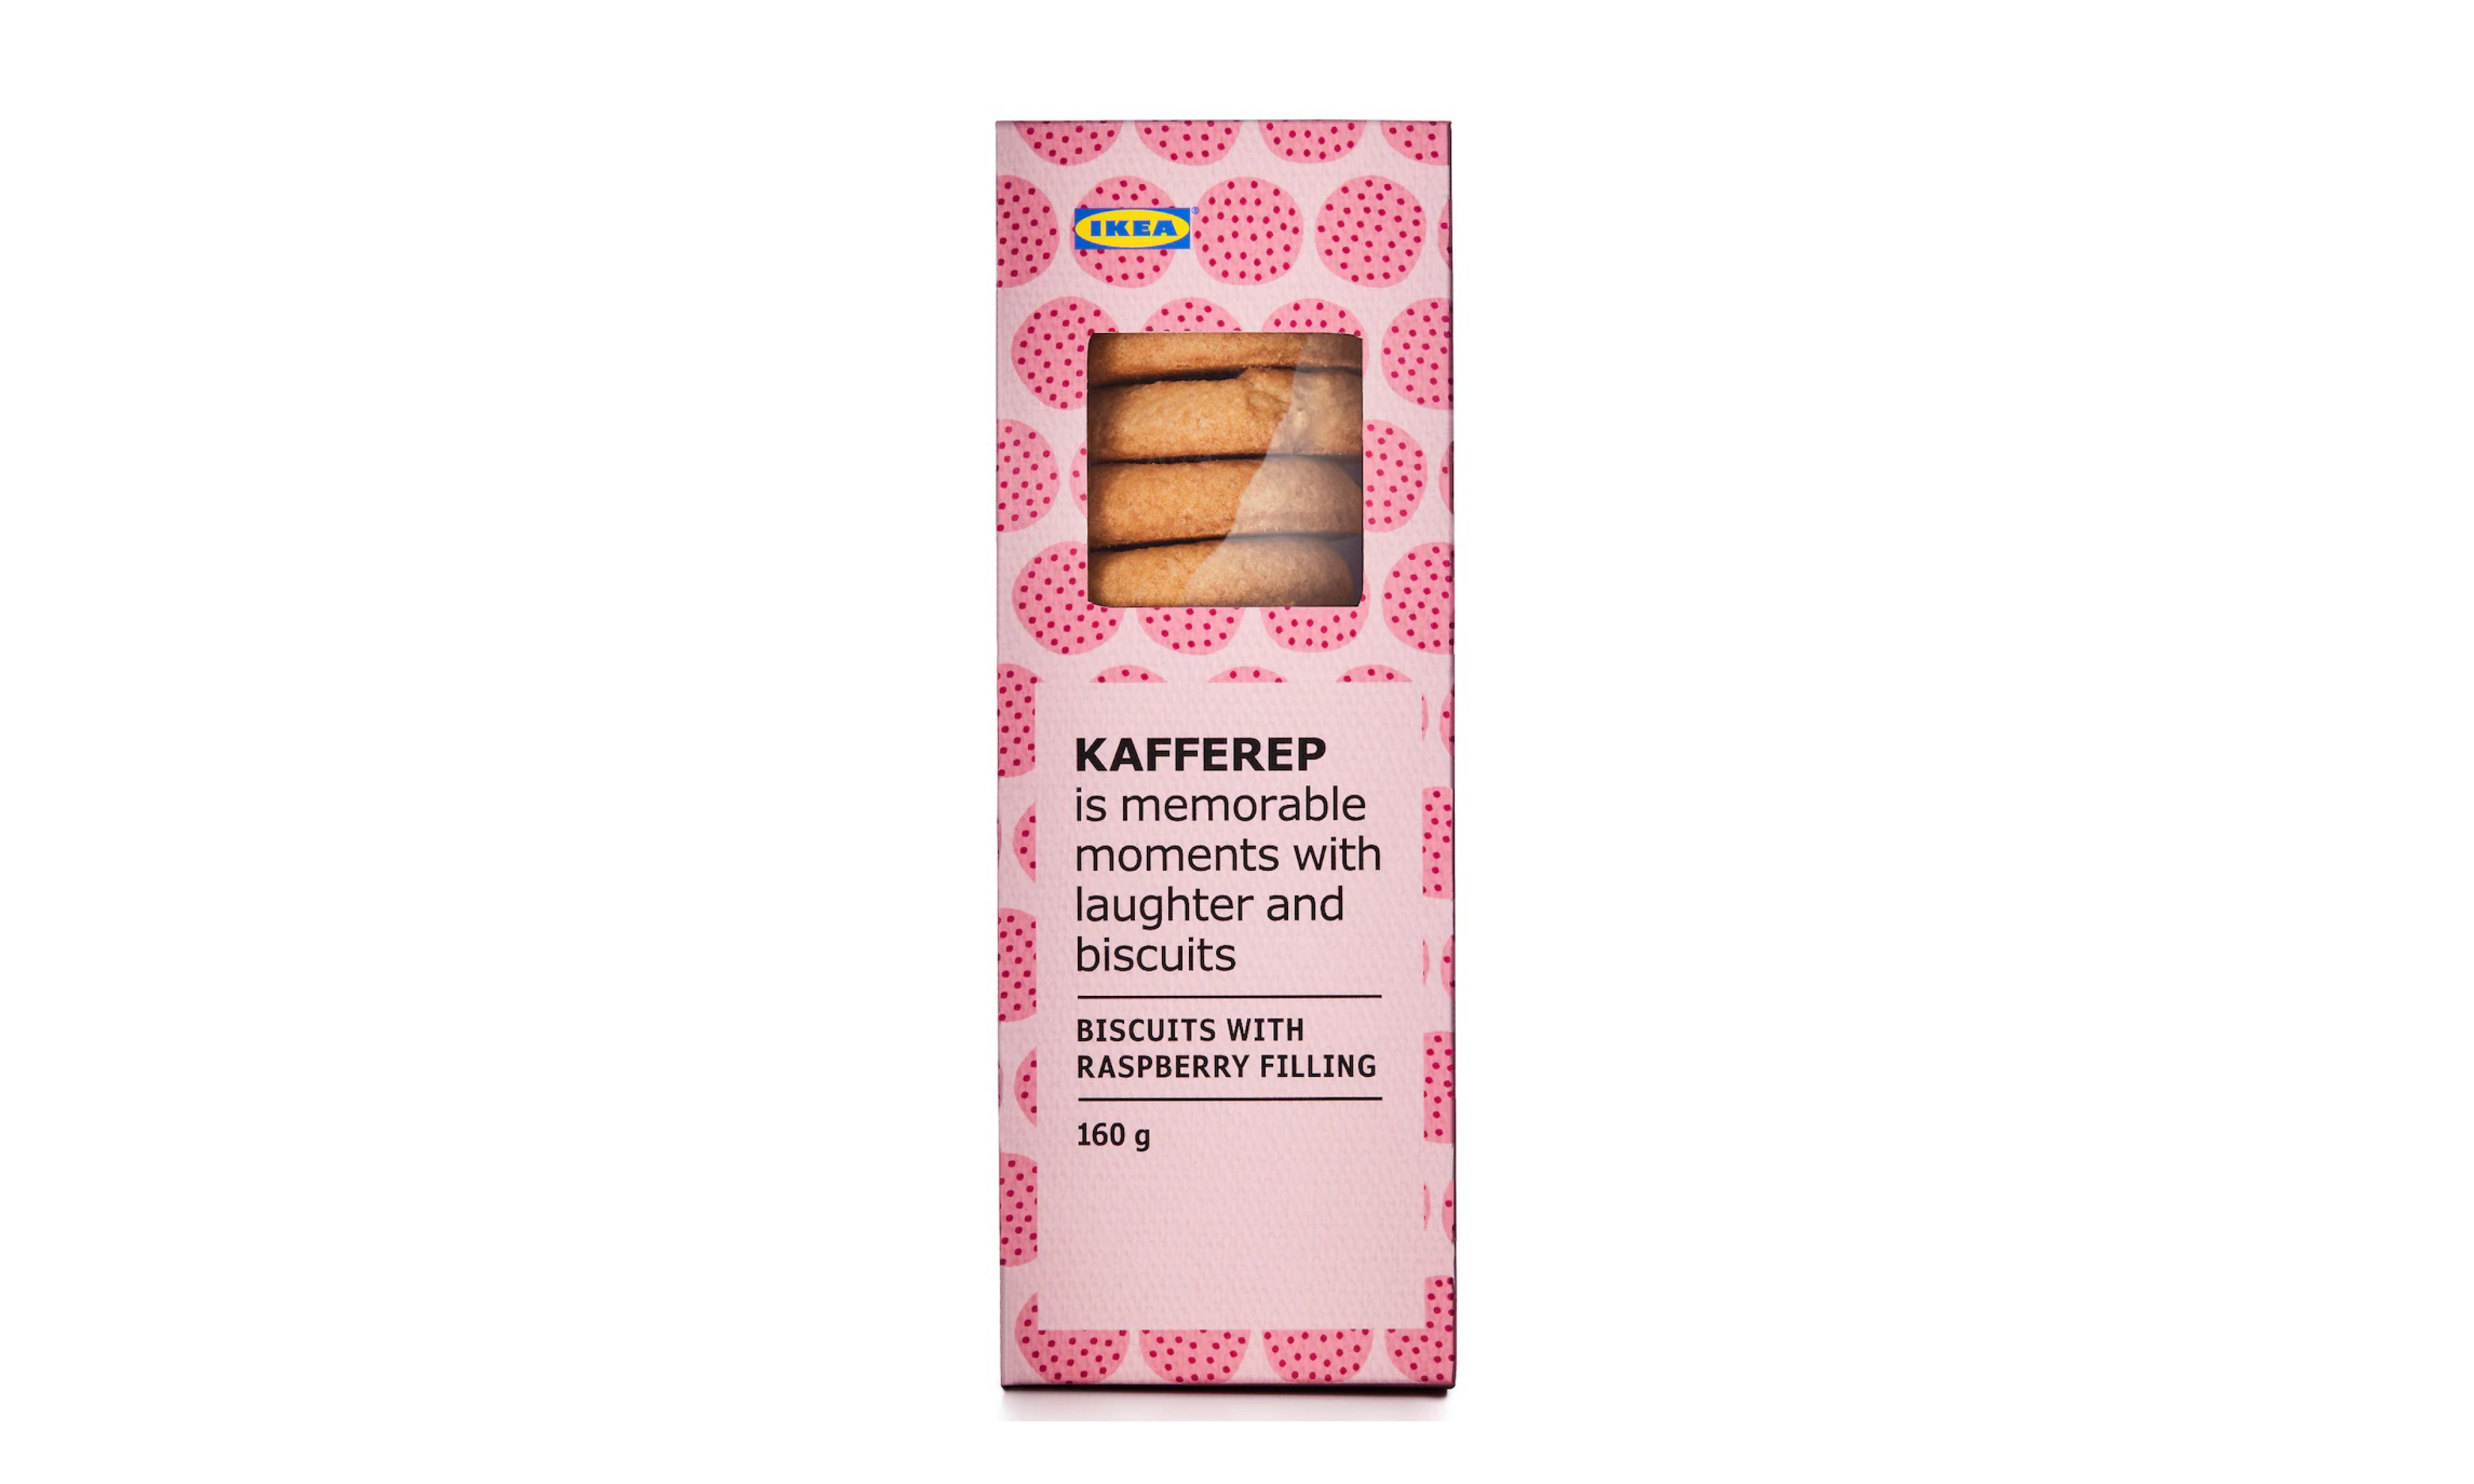 IKEA®
KAFFEREP
is memorable
moments with
laughter and
biscuits
BISCUITS WITH
RASPBERRY FILLING
160 g